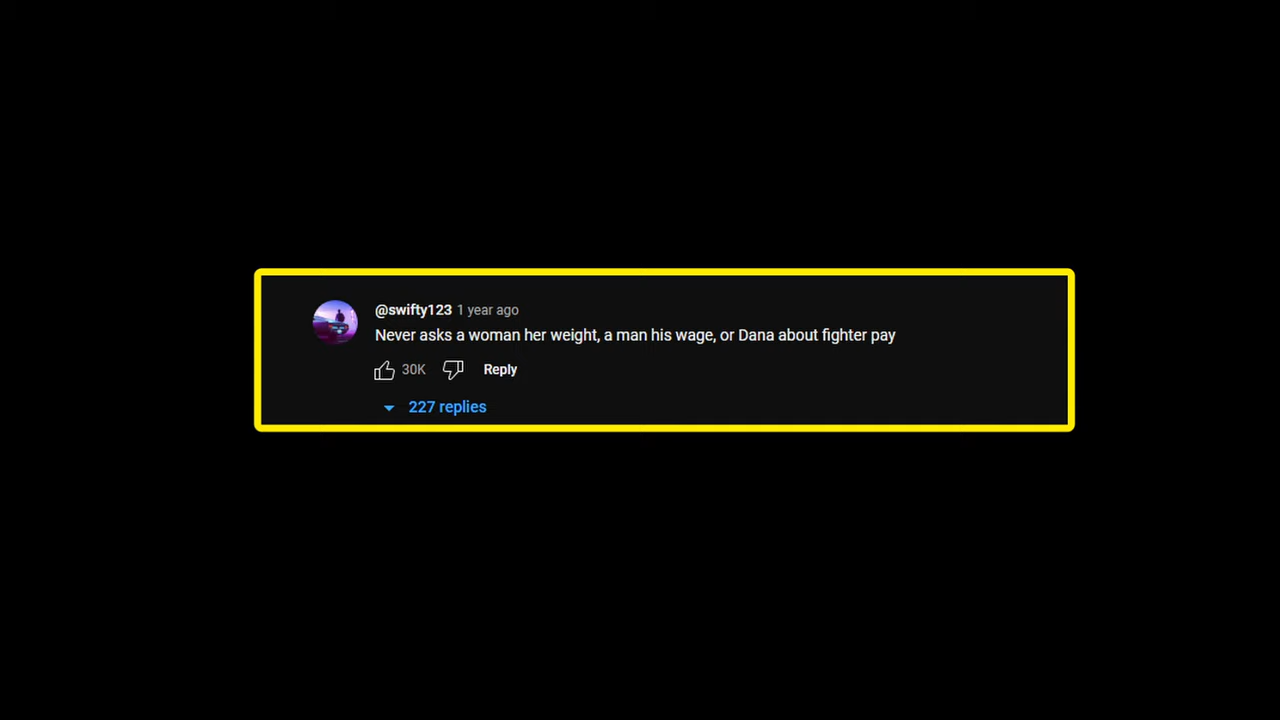 @swifty123 1 year ago
Never asks a woman her weight, a man his wage, or Dana about fighter pay
30K Reply
227 replies